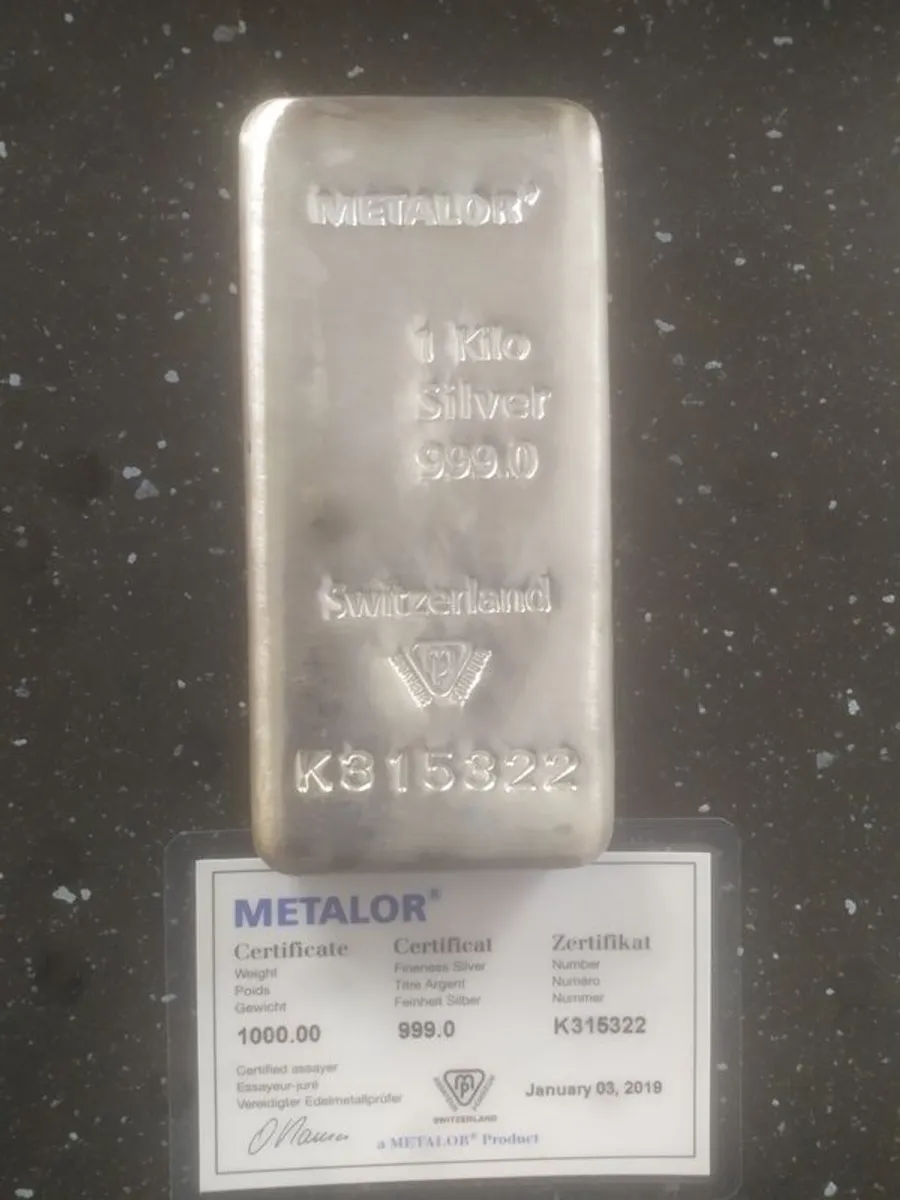 METALOR®
1 Kilo
Silver
999.0
Switzerland
K315322
METALOR®
Certificate
Weight
Poids
Gewicht
1000.00
Certificat
Fineness Silver
Titre Argent
Feinheit Silber
999.0
Zertifikat
Number
Numéro
Nummer
K315322
Certified assayer
Essayeur-juré
Vereidigter Edelmetallprüfer
MP
SWITZERLAND
January 03, 2019
a METALOR® Product